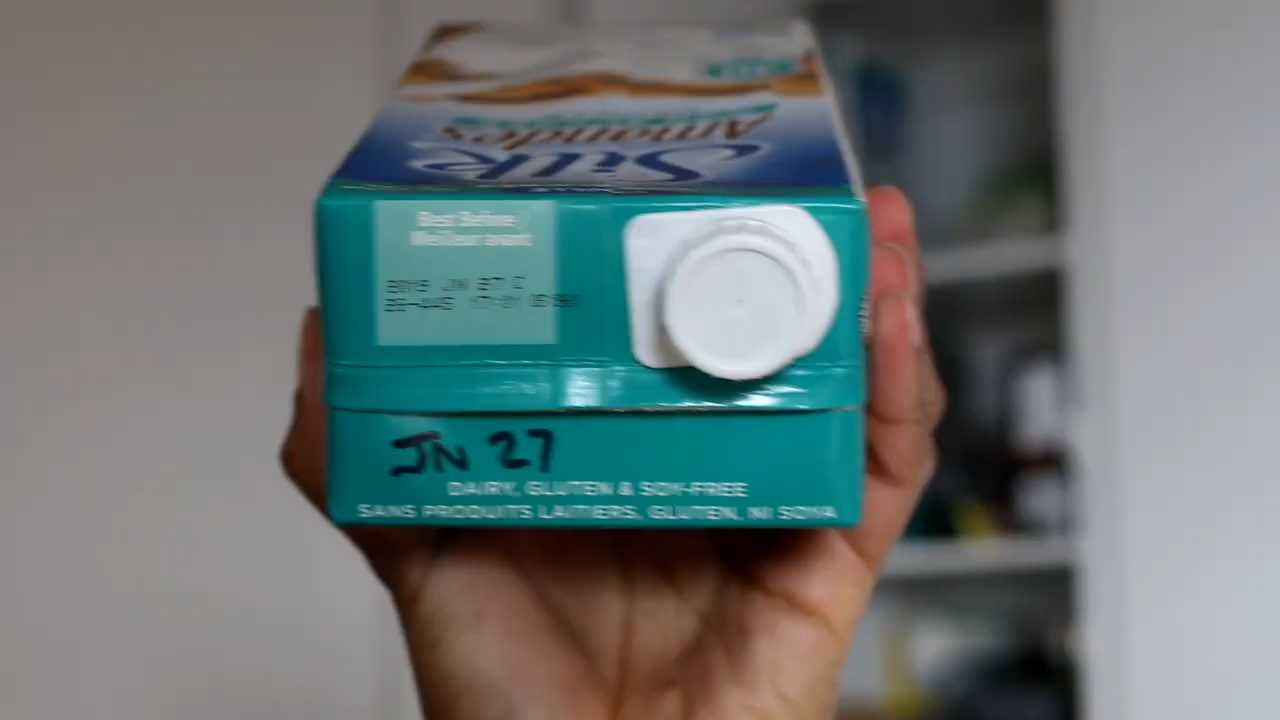 Silk
Amandes
Best Before
Meilleur avant
JN 27
DAIRY, GLUTEN & SOY-FREE
SANS PRODUITS LAITIERS, GLUTEN, NI SOYA